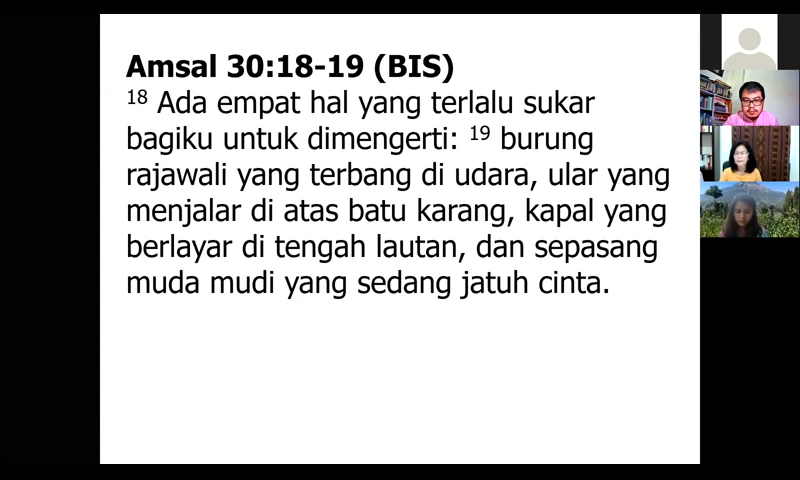 Amsal 30:18-19 (BIS)
18 Ada empat hal yang terlalu sukar
bagiku untuk dimengerti: 19 burung
rajawali yang terbang di udara, ular yang
menjalar di atas batu karang, kapal yang
berlayar di tengah lautan, dan sepasang
muda mudi yang sedang jatuh cinta.